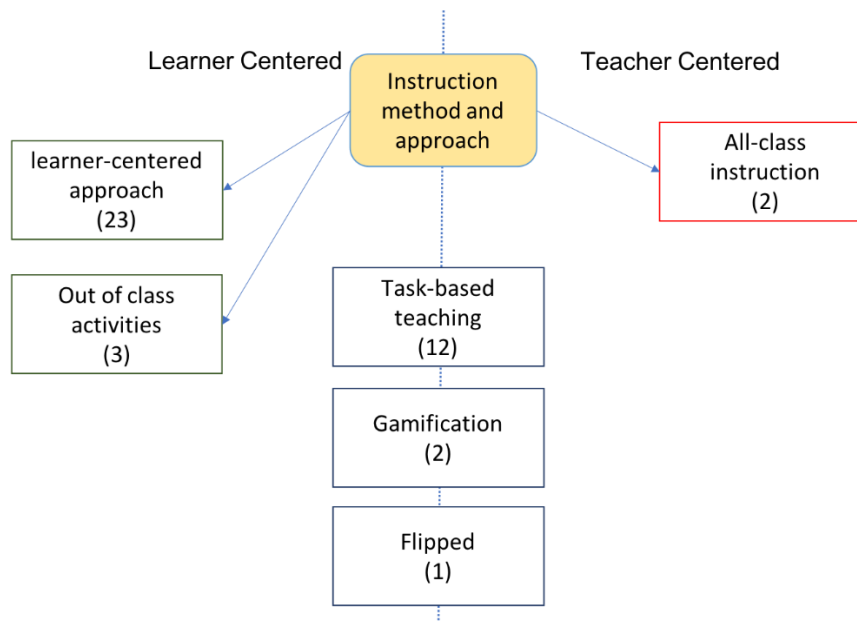 Learner Centered
Instruction
method and
approach
Teacher Centered
learner-centered
approach
(23)
All-class
instruction
(2)
Out of class
activities
(3)
Task-based
teaching
(12)
Gamification
(2)
Flipped
(1)